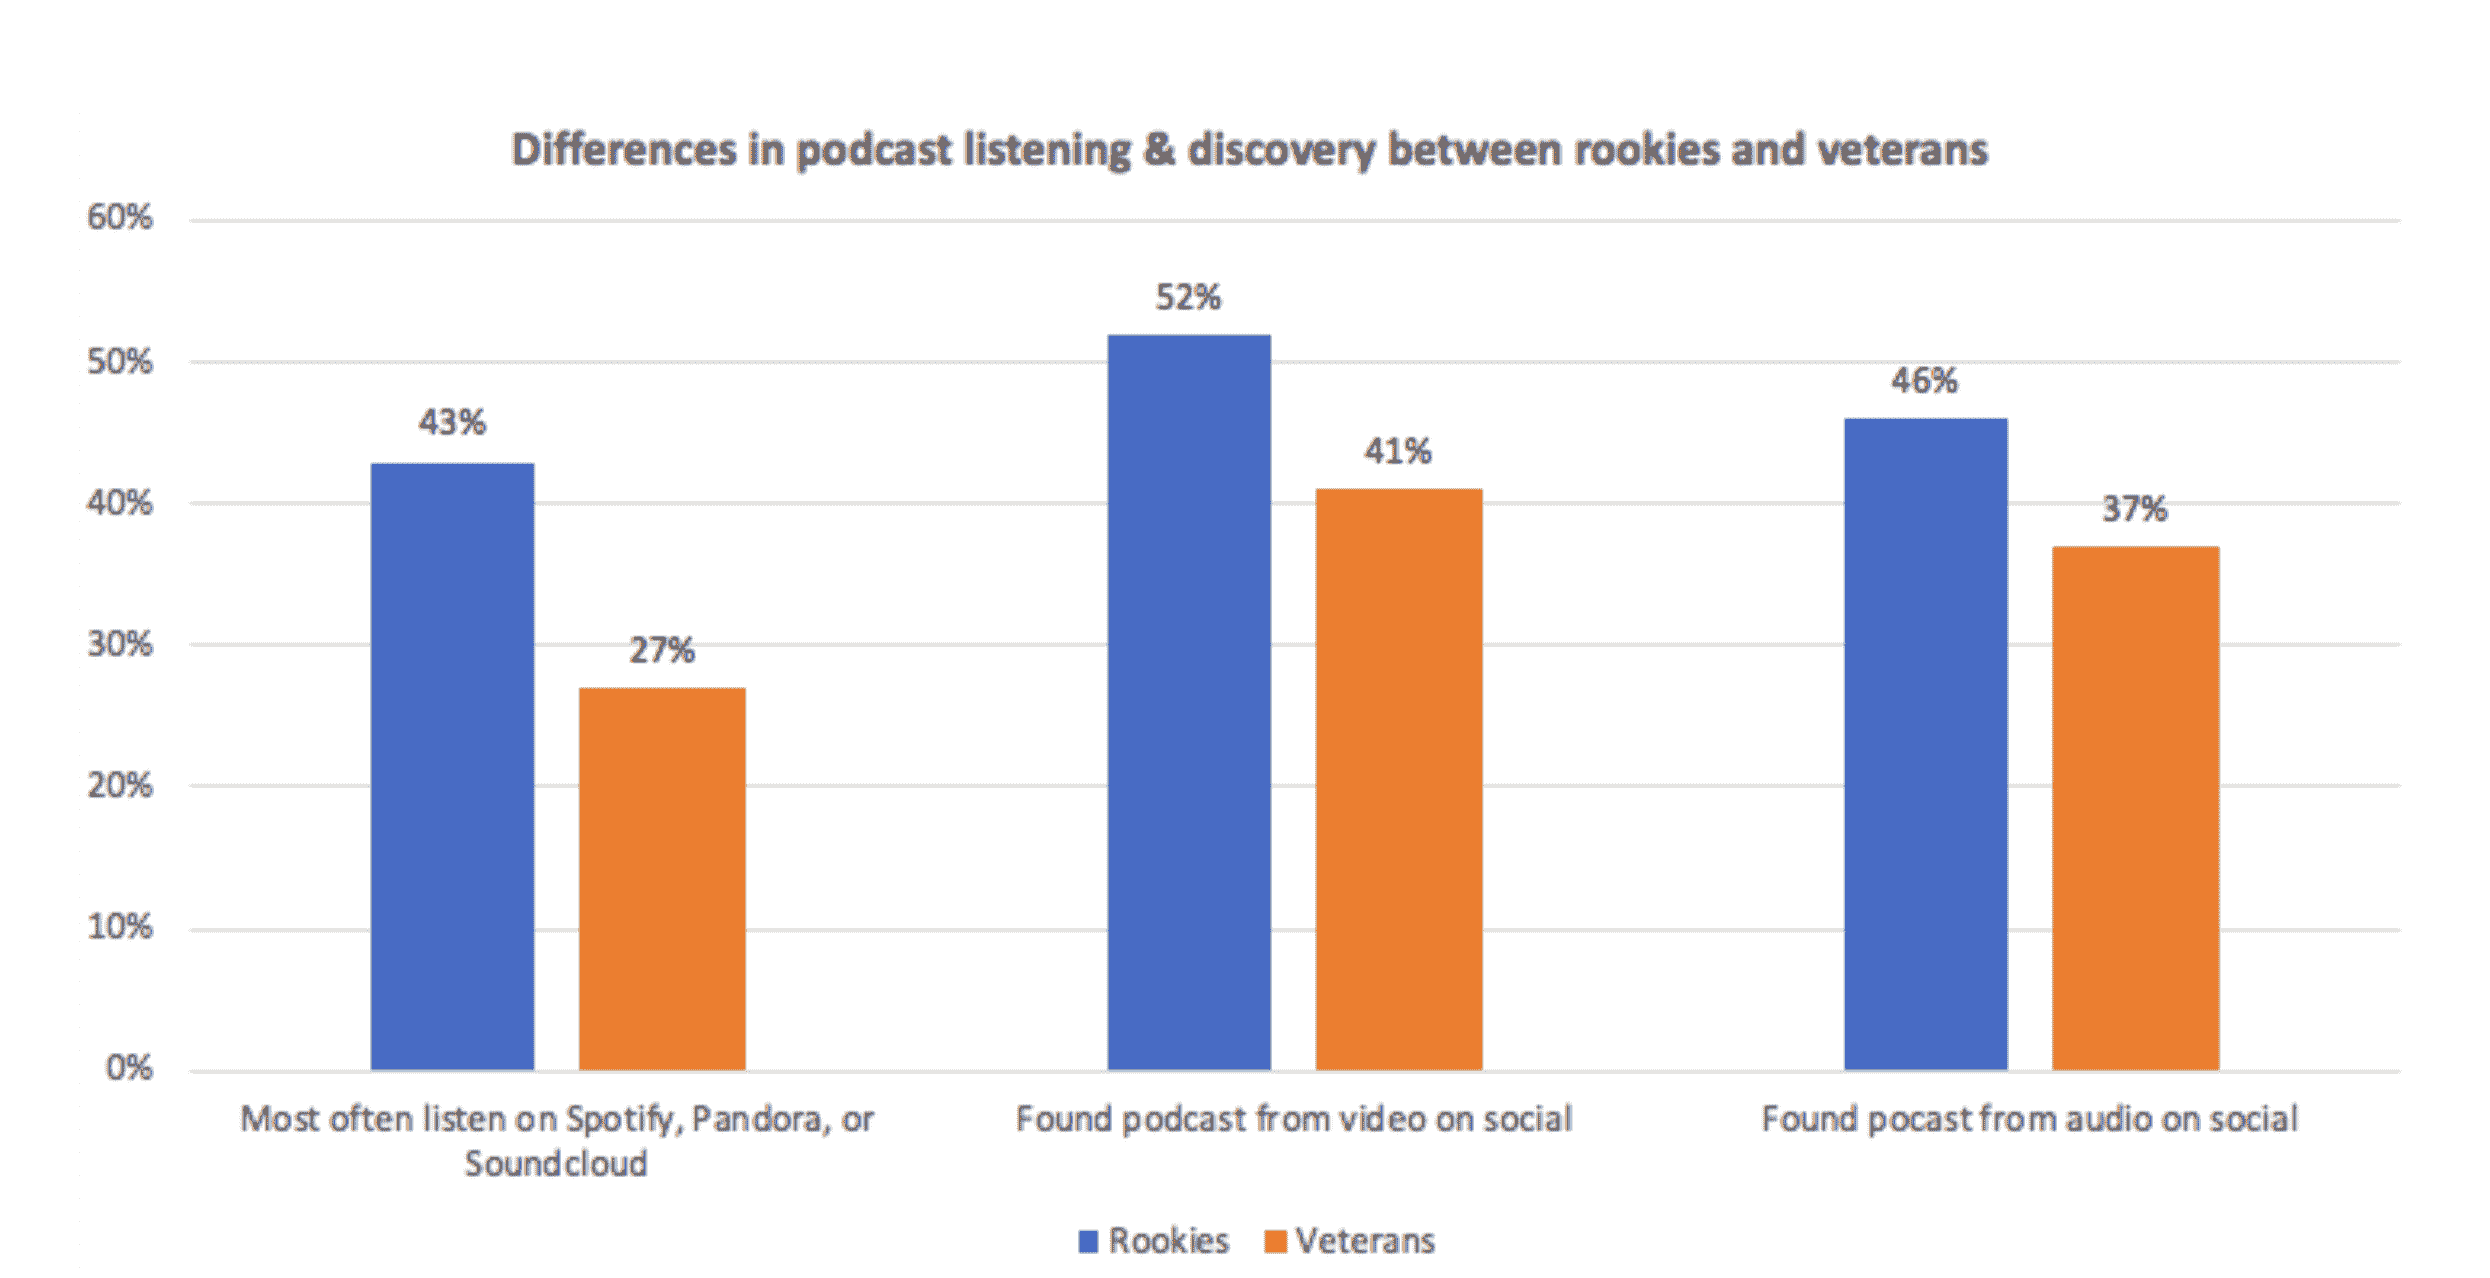 Differences in podcast listening & discovery between rookies and veterans
60%
50%
40%
30%
20%
10%
0%
43%
27%
52%
41%
46%
37%
Most often listen on Spotify, Pandora, or
Soundcloud
Found podcast from video on social
Found pocast from audio on social
Rookies
Veterans